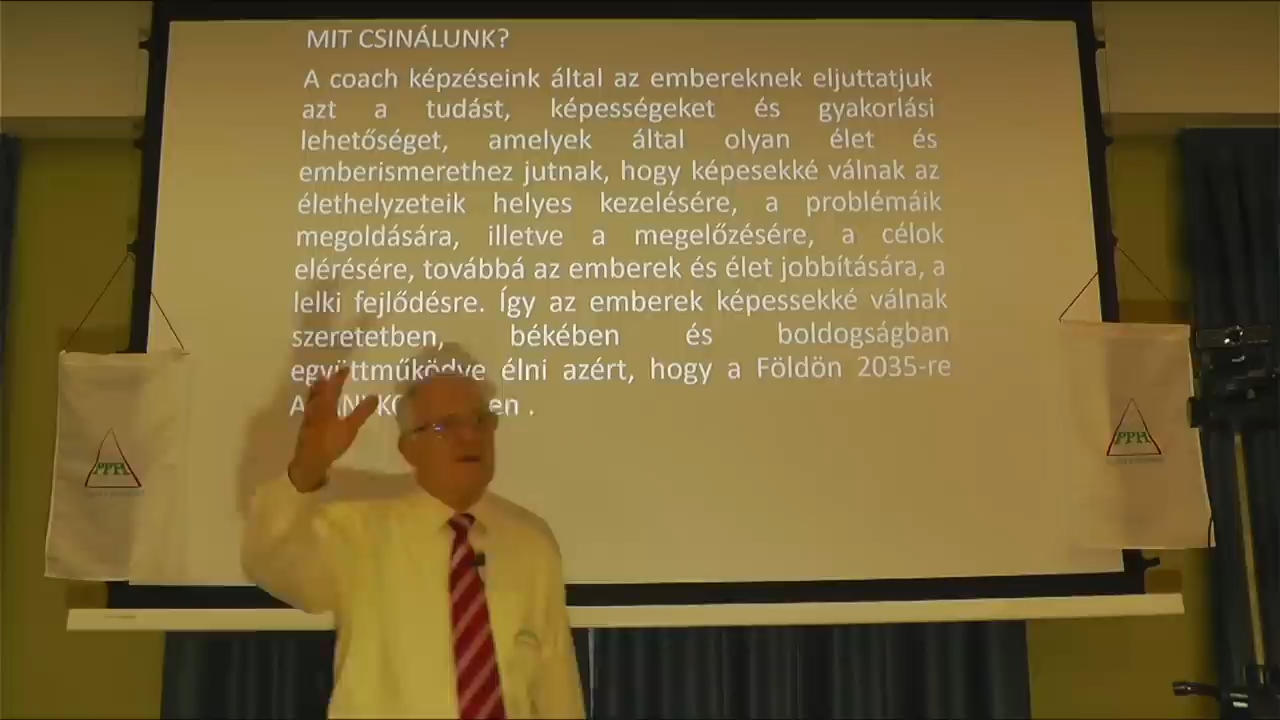 MIT CSINÁLUNK?
A coach képzéseink által az embereknek eljuttatjuk
azt a tudást, képességeket és gyakorlási
lehetőséget, amelyek által olyan élet és
emberismerethez jutnak, hogy képesekké válnak az
élethelyzeteik helyes kezelésére, a problémáik
megoldására, illetve a megelőzésére, a célok
elérésére, továbbá az emberek és élet jobbítására, a
lelki fejlődésre. Így az emberek képessekké válnak
szeretetben, békében és boldogságban
együttműködve élni azért, hogy a Földön 2035-re
PPH
PPH